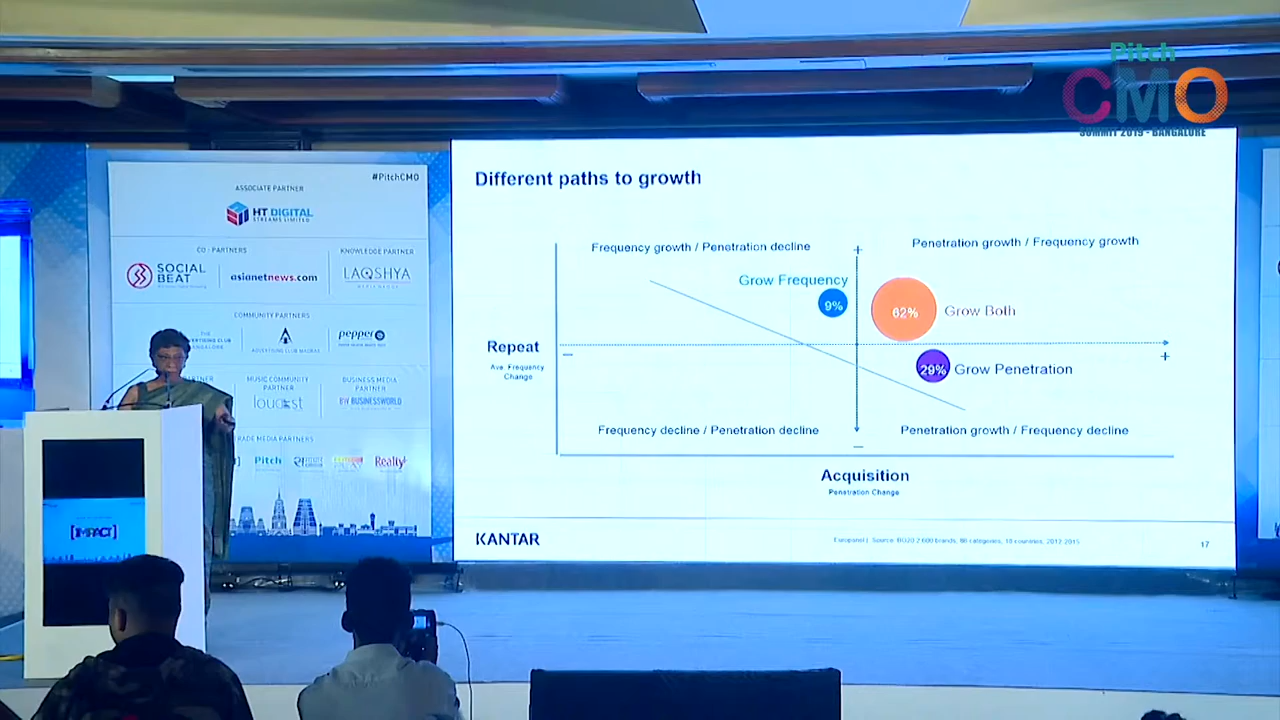 Pitch
CMO
SUMMIT 2019 - BANGALORE
#PitchCMO
ASSOCIATE PARTNER
HT DIGITAL
STREAMS LIMITED
CO - PARTNERS
KNOWLEDGE PARTNER
SOCIAL
BEAT
asianetnews.com
LAQSHYA
COMMUNITY PARTNERS
THE
ADVERTISING CLUB MADRAS
pepper
MUSIC COMMUNITY
PARTNER
BUSINESS MEDIA
PARTNER
BW BUSINESSWORLD
TRADE MEDIA PARTNERS
Pitch
Realty+
[IMPACT]
Different paths to growth
Frequency growth / Penetration decline
+
Penetration growth / Frequency growth
Grow Frequency
9%
62%
Grow Both
Repeat
Ave. Frequency
Change
–
+
29%
Grow Penetration
Frequency decline / Penetration decline
Penetration growth / Frequency decline
–
Acquisition
Penetration Change
KANTAR
17